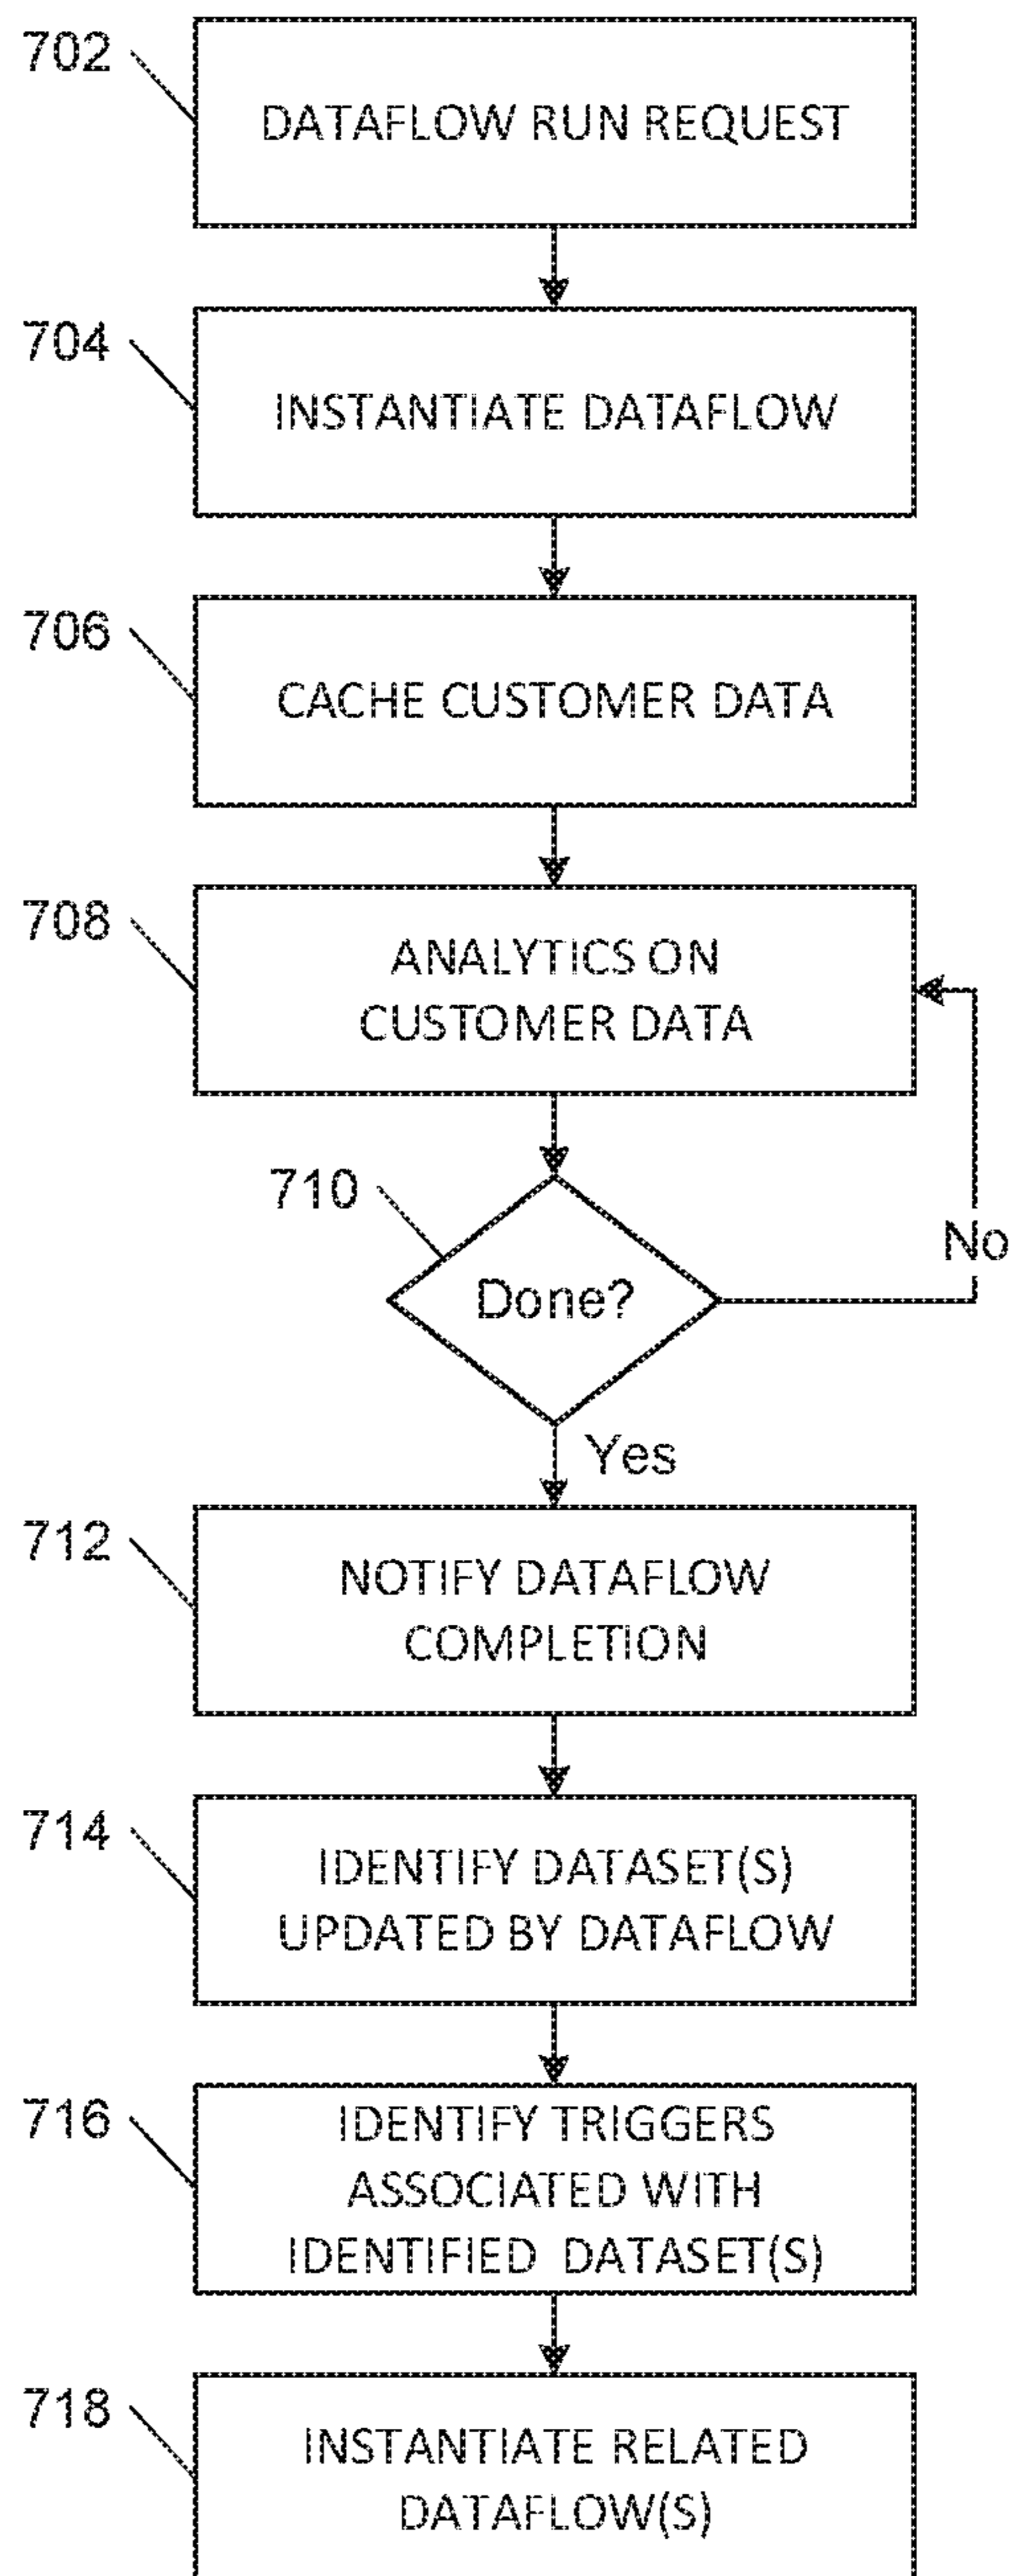 702
DATAFLOW RUN REQUEST
704
INSTANTIATE DATAFLOW
706
CACHE CUSTOMER DATA
708
ANALYTICS ON
CUSTOMER DATA
710
Done?
No
Yes
712
NOTIFY DATAFLOW
COMPLETION
714
IDENTIFY DATASET(S)
UPDATED BY DATAFLOW
716
IDENTIFY TRIGGERS
ASSOCIATED WITH
IDENTIFIED DATASET(S)
718
INSTANTIATE RELATED
DATAFLOW(S)